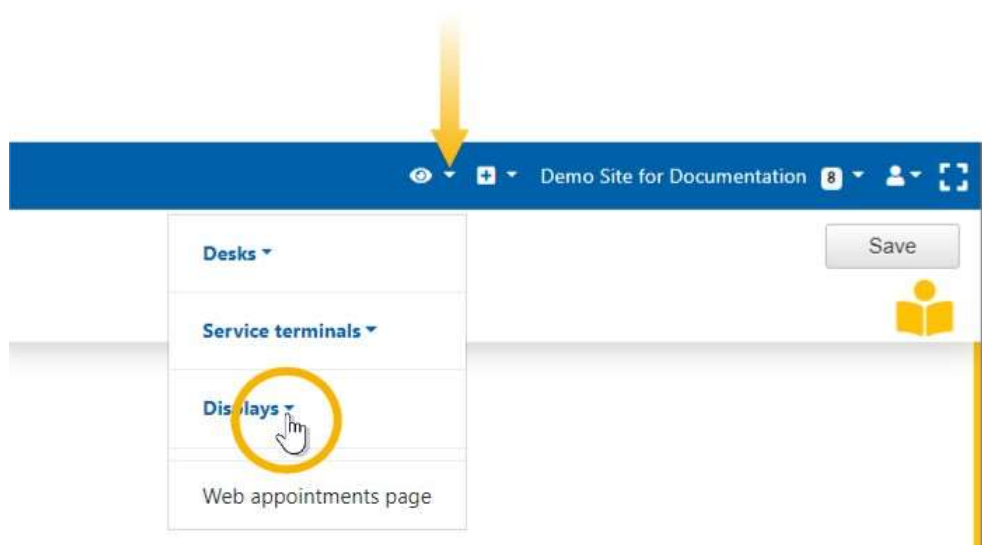 Demo Site for Documentation 8
Desks
Save
Service terminals
Displays
Web appointments page